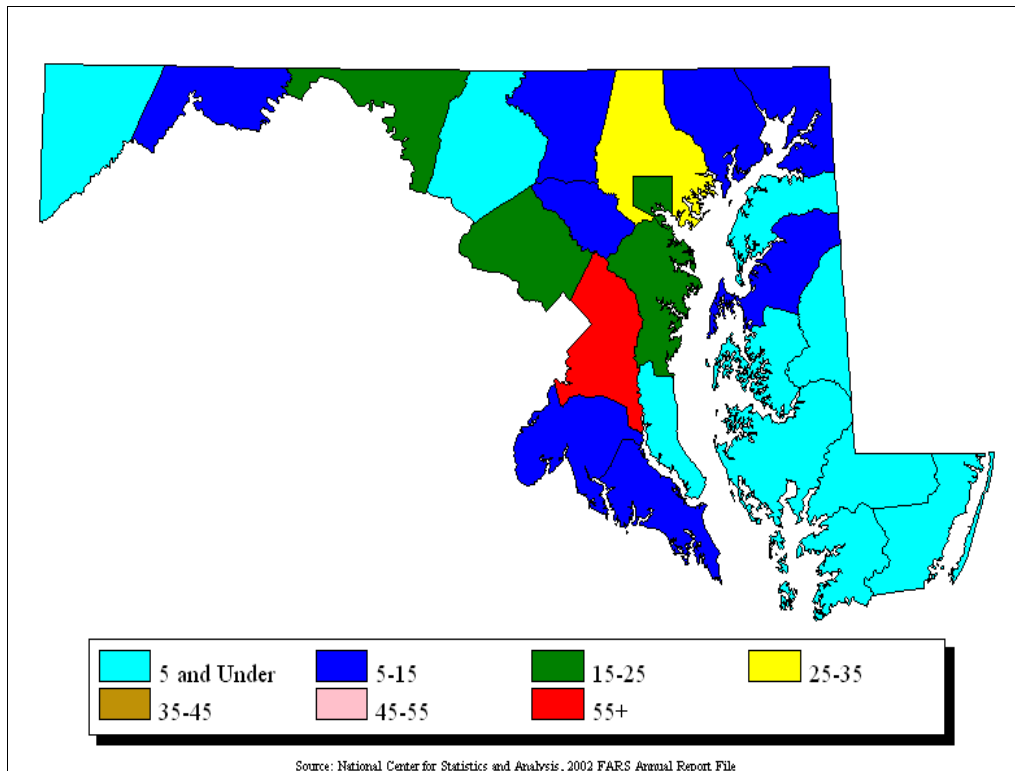 5 and Under 5-15 15-25 25-35
35-45 45-55 55+
Source: National Center for Statistics and Analysis, 2002 FARS Annual Report File